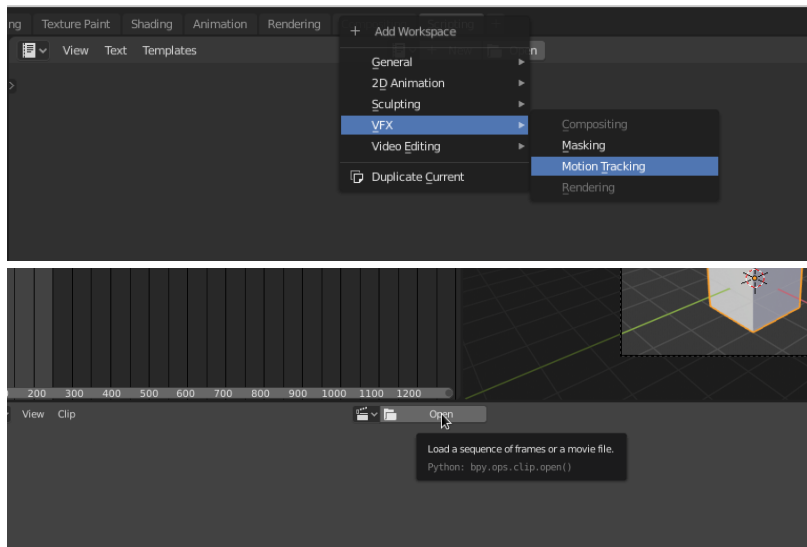 ng Texture Paint Shading Animation Rendering
+ Add Workspace
View Text Templates
General
2D Animation
Sculpting
VFX
Video Editing
Duplicate Current
Compositing
Masking
Motion Tracking
Rendering
200 300 400 500 600 700 800 900 1000 1100 1200
View Clip
Open
Load a sequence of frames or a movie file.
Python: bpy.ops.clip.open()